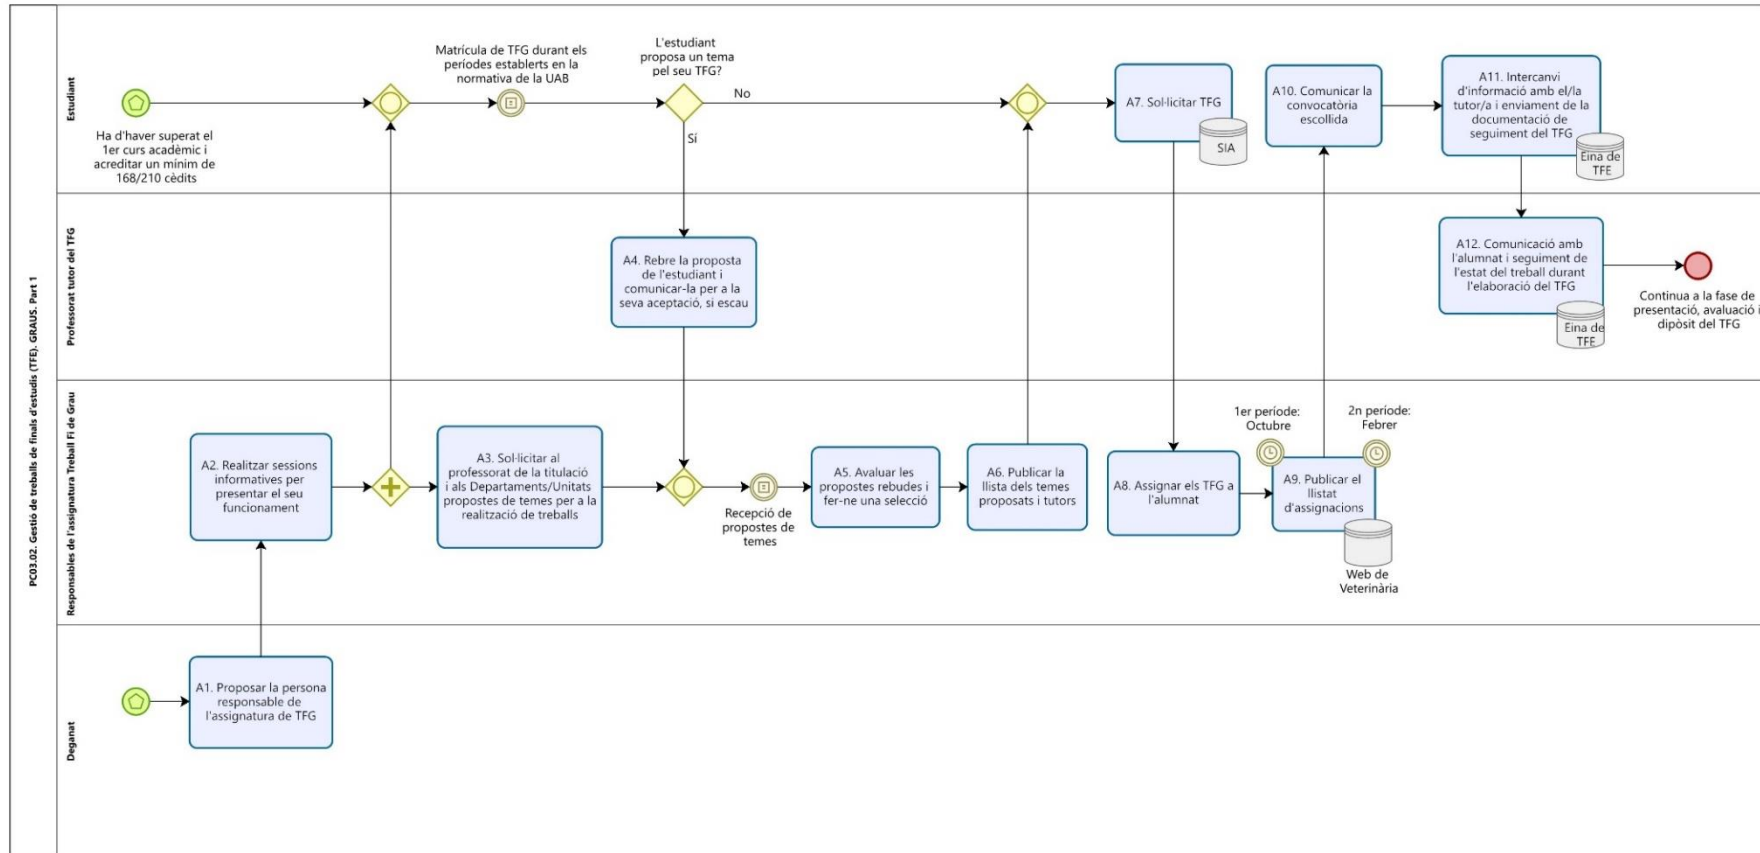 PC03.02. Gestió de treballs de finals d'estudis (TFE). GRAUS. Part 1
Estudiant
Ha d'haver superat el
1er curs acadèmic i
acreditar un mínim de
168/210 cèdits
Matrícula de TFG durant els
períodes establerts en la
normativa de la UAB
L'estudiant
proposa un tema
pel seu TFG?
No
Sí
A7. Sol·licitar TFG
SIA
A10. Comunicar la
convocatòria
escollida
A11. Intercanvi
d'informació amb el/la
tutor/a i enviament de la
documentació de
seguiment del TFG
Eina de
TFE
Professorat tutor del TFG
A4. Rebre la proposta
de l'estudiant i
comunicar-la per a la
seva aceptació, si escau
A12. Comunicació amb
l'alumnat i seguiment de
l'estat del treball durant
l'elaboració del TFG
Eina de
TFE
Continua a la fase de
presentació, avaluació i
dipòsit del TFG
Responsables de l'assignatura Treball Fi de Grau
A2. Realitzar sessions
informatives per
presentar el seu
funcionament
A3. Sol·licitar al
professorat de la titulació
i als Departaments/Unitats
propostes de temes per a la
realització de treballs
Recepció de
propostes de
temes
A5. Avaluar les
propostes rebudes i
fer-ne una selecció
A6. Publicar la
llista dels temes
proposats i tutors
A8. Assignar els TFG a
l'alumnat
1er període:
Octubre
2n període:
Febrer
A9. Publicar el
llistat
d'assignacions
Web de
Veterinària
Deganat
A1. Proposar la persona
responsable de
l'assignatura de TFG